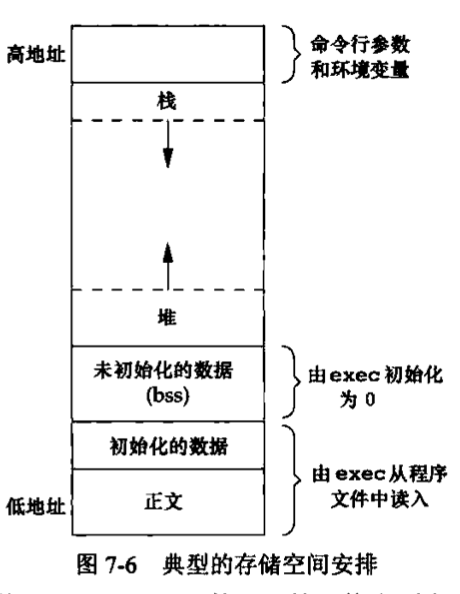 高地址
命令行参数
和环境变量
栈
堆
未初始化的数据
(bss)
由exec初始化
为 0
初始化的数据
由exec从程序
文件中读入
低地址
正文
图 7-6 典型的存储空间安排